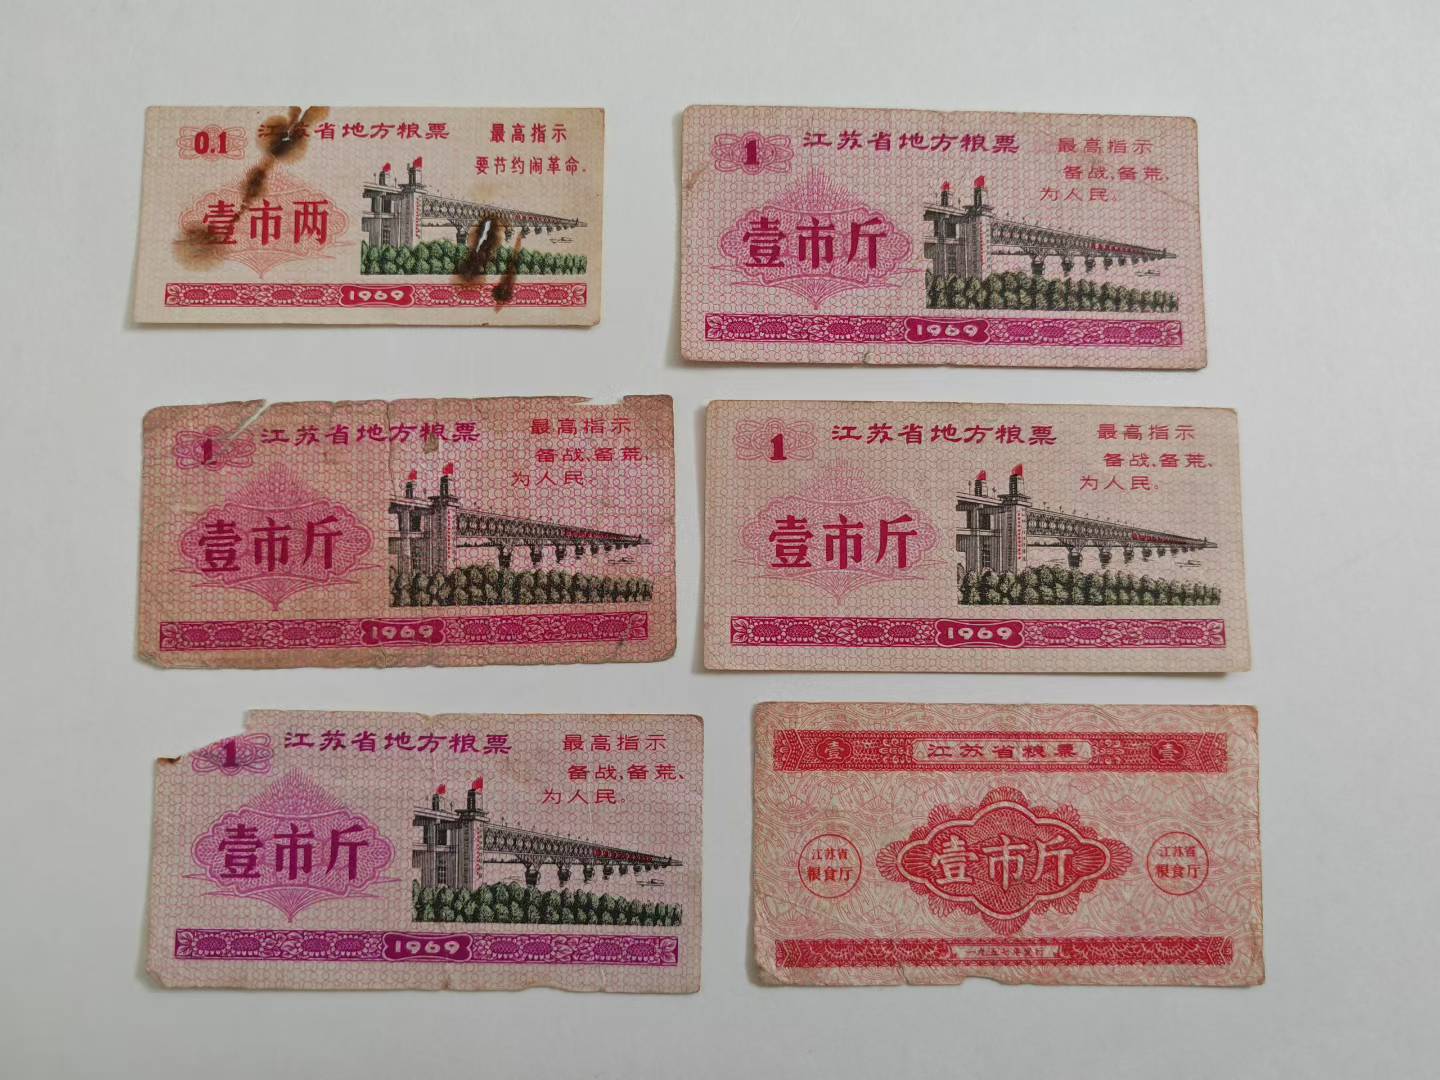 0.1
江苏省地方粮票
最高指示
要节约闹革命。
壹市两
1969
1
江苏省地方粮票
最高指示
备战、备荒、
为人民。
壹市斤
1969
1
江苏省地方粮票
最高指示
备战、备荒、
为人民。
壹市斤
1969
1
江苏省地方粮票
最高指示
备战、备荒、
为人民。
壹市斤
1969
1
江苏省地方粮票
最高指示
备战、备荒、
为人民。
壹市斤
1969
壹
江苏省粮票
壹
江苏省
粮食厅
壹市斤
江苏省
粮食厅
一九五七年发行